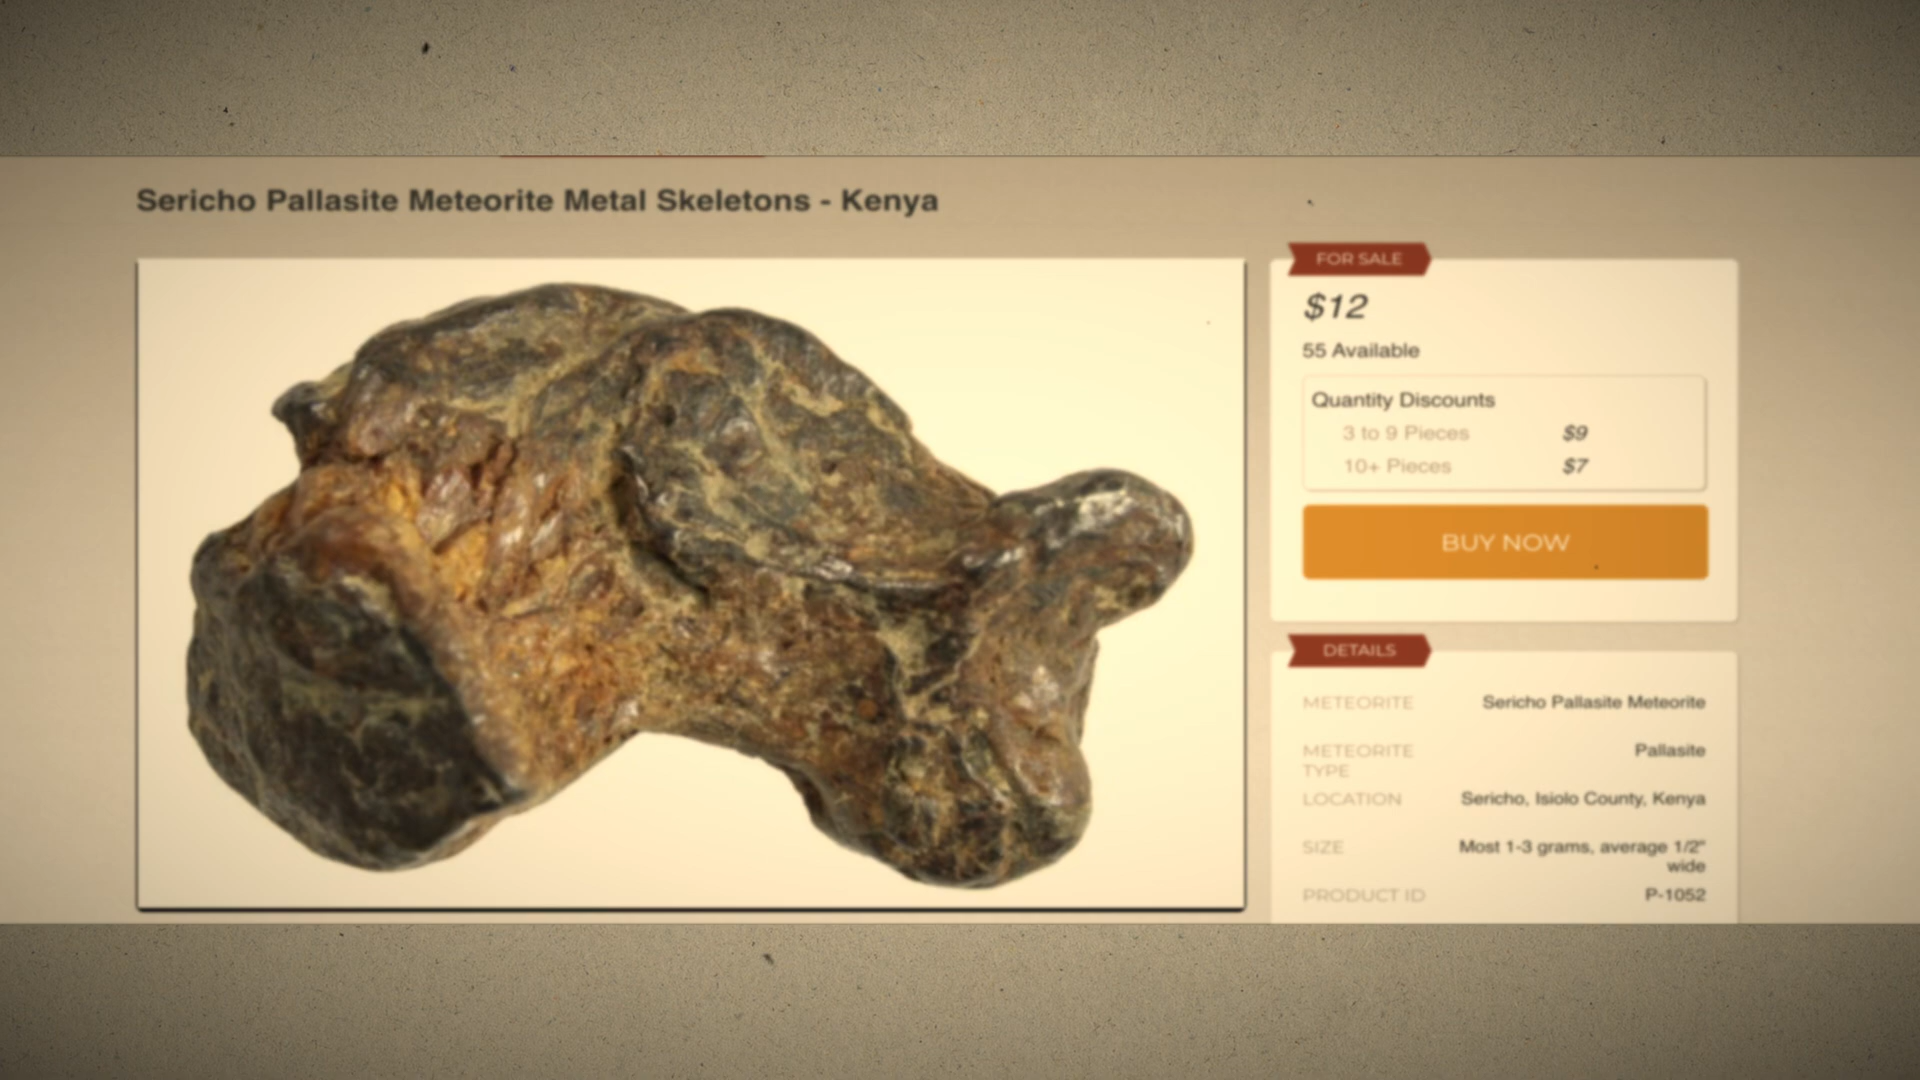 Sericho Pallasite Meteorite Metal Skeletons - Kenya
FOR SALE
$12
55 Available
Quantity Discounts
3 to 9 Pieces $9
10+ Pieces $7
BUY NOW
DETAILS
METEORITE Sericho Pallasite Meteorite
METEORITE TYPE Pallasite
LOCATION Sericho, Isiolo County, Kenya
SIZE Most 1-3 grams, average 1/2"
wide
PRODUCT ID P-1052